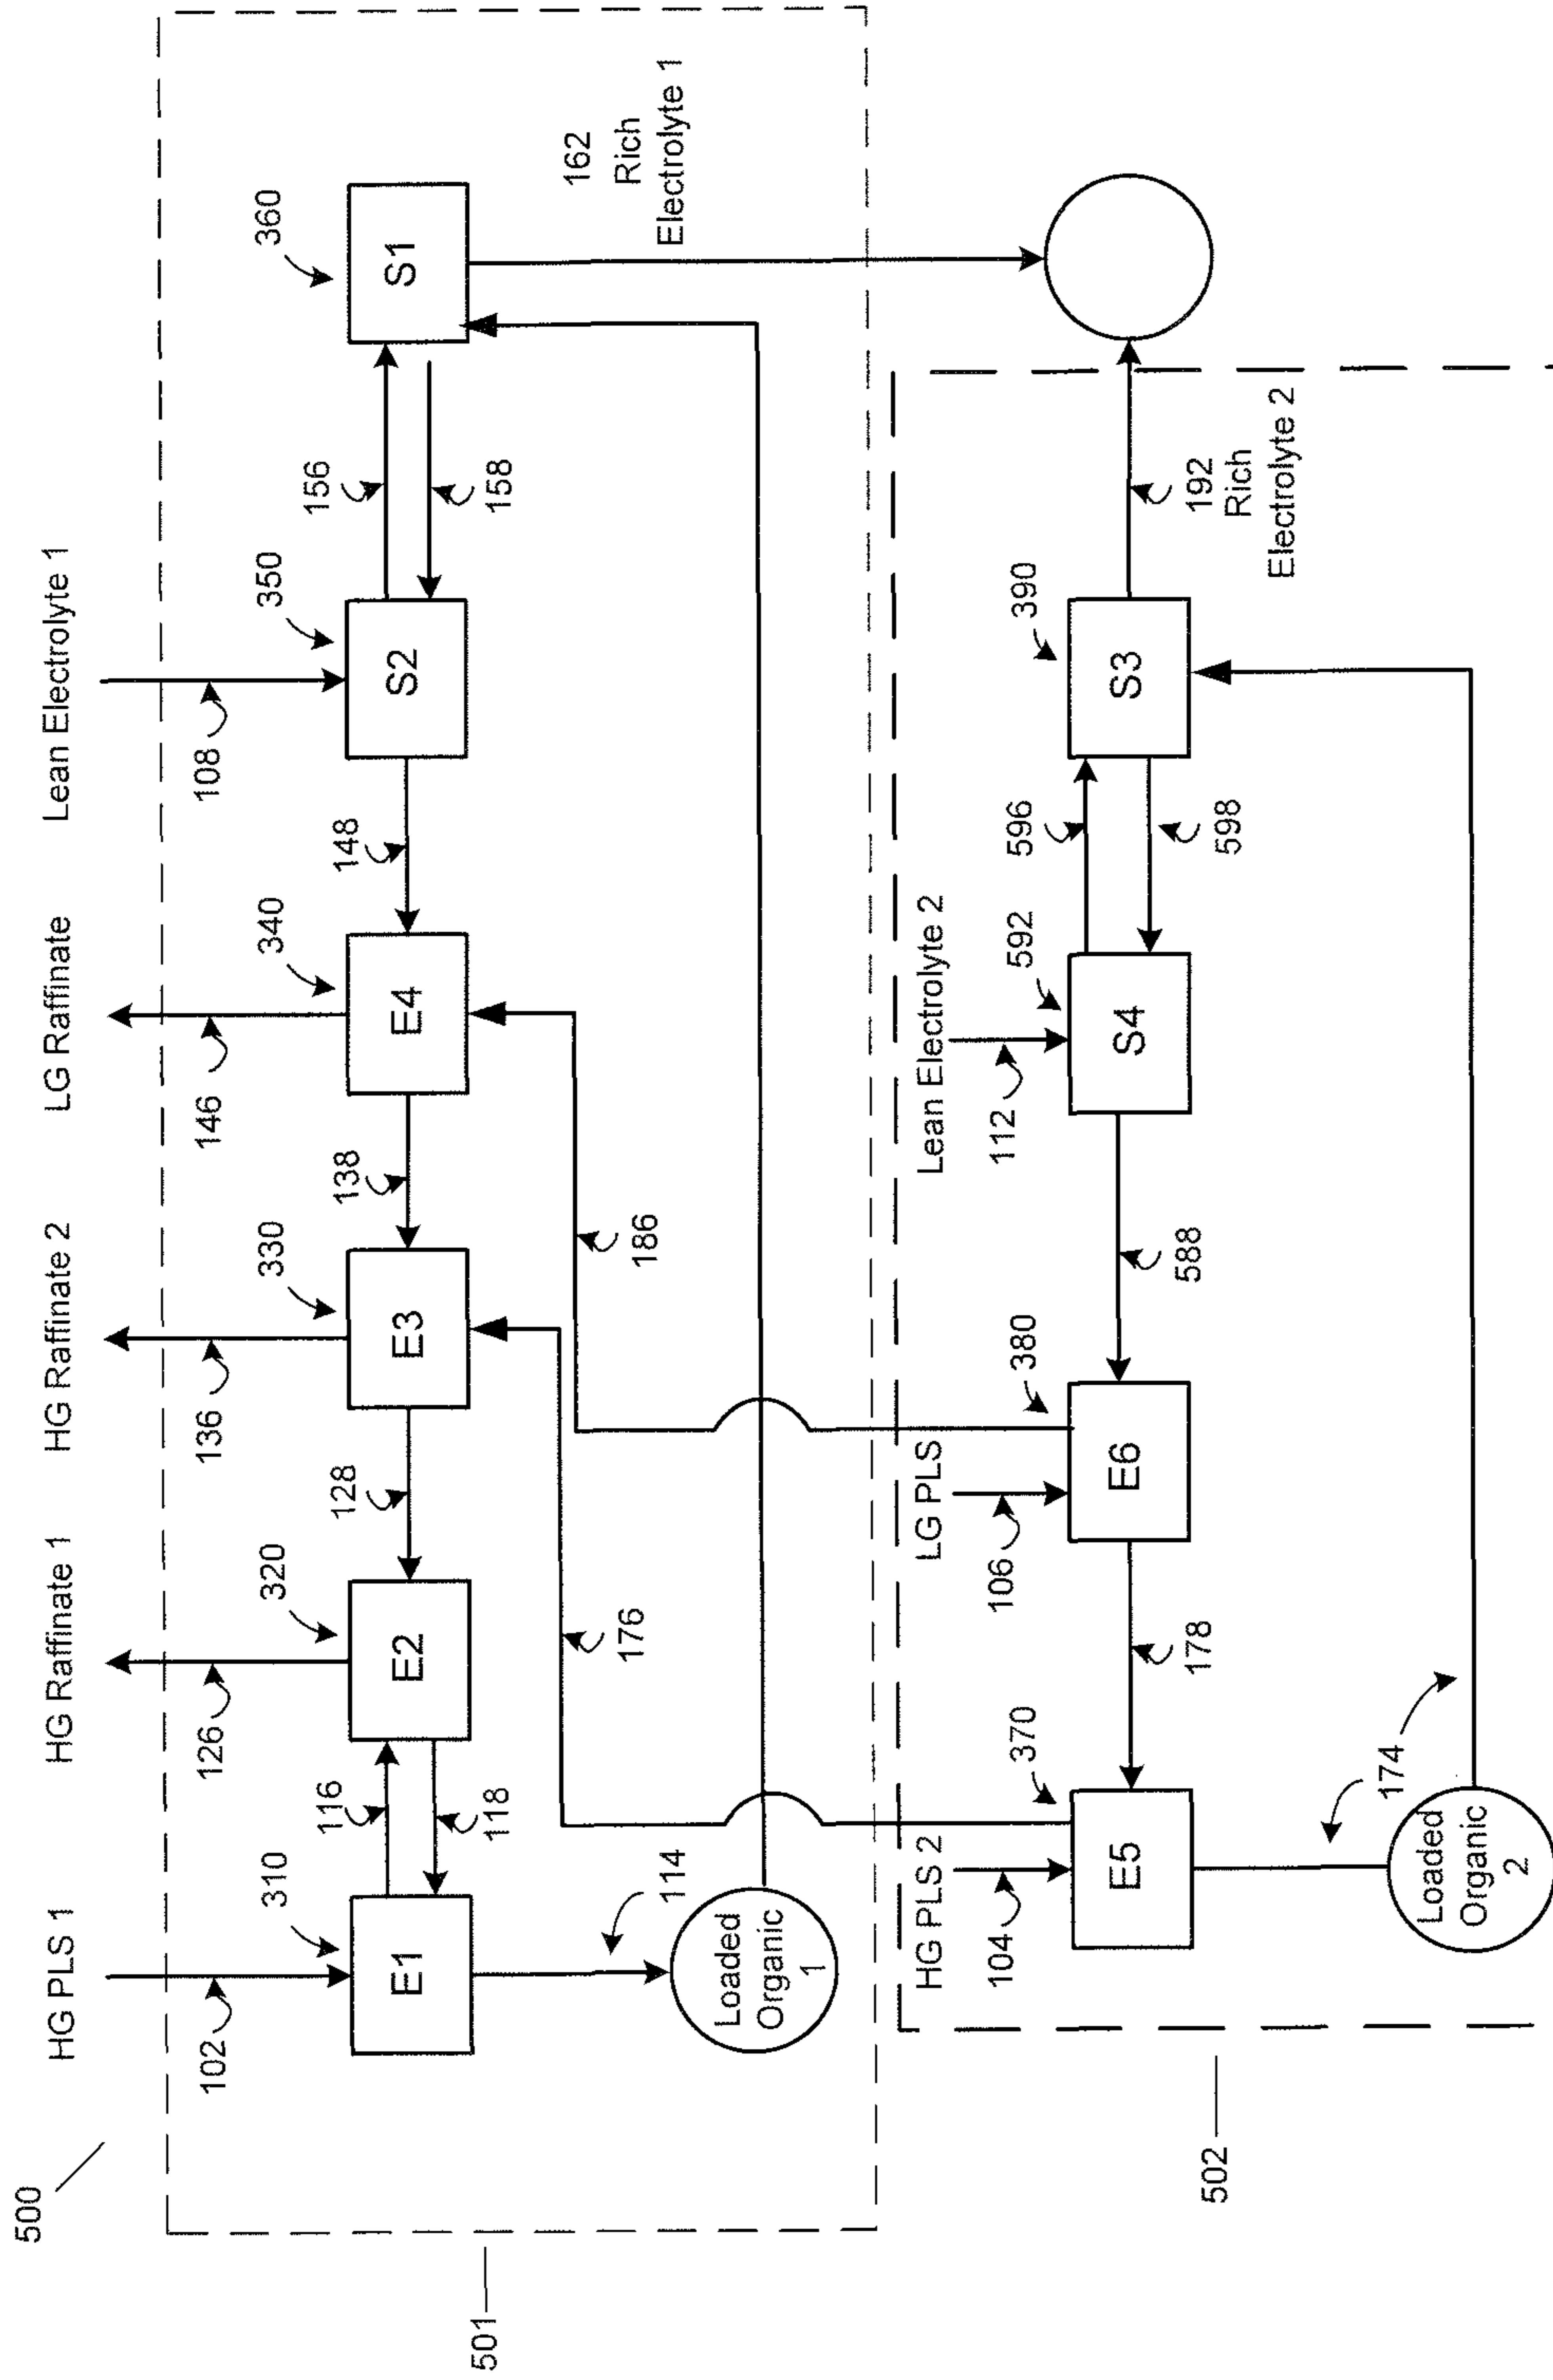 500
HG PLS 1
HG Raffinate 1
HG Raffinate 2
LG Raffinate
Lean Electrolyte 1
102
126
136
146
108
310
320
330
340
350
360
E1
116
118
E2
128
E3
138
E4
148
S2
156
158
S1
162
Rich
Electrolyte 1
114
176
186
Loaded
Organic
1
501
HG PLS 2
LG PLS
Lean Electrolyte 2
104
106
112
370
380
592
390
E5
178
E6
588
S4
596
598
S3
192
Rich
Electrolyte 2
174
Loaded
Organic
2
502